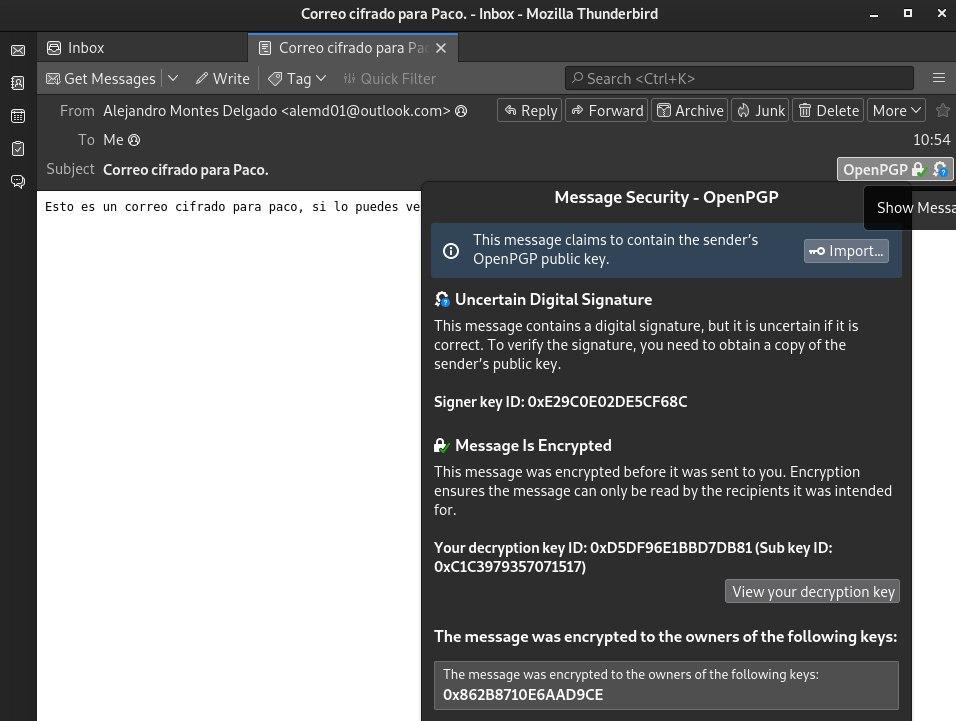 Correo cifrado para Paco. - Inbox - Mozilla Thunderbird
Inbox
Correo cifrado para Pac
Get Messages
Write
Tag
Quick Filter
Search <Ctrl+K>
From Alejandro Montes Delgado <alemd01@outlook.com>
Reply
Forward
Archive
Junk
Delete
More
To Me
10:54
Subject Correo cifrado para Paco.
OpenPGP
Show Messa
Esto es un correo cifrado para paco, si lo puedes ve
Message Security - OpenPGP
This message claims to contain the sender's
OpenPGP public key.
Import...
Uncertain Digital Signature
This message contains a digital signature, but it is uncertain if it is
correct. To verify the signature, you need to obtain a copy of the
sender's public key.
Signer key ID: 0xE29C0E02DE5CF68C
Message Is Encrypted
This message was encrypted before it was sent to you. Encryption
ensures the message can only be read by the recipients it was intended
for.
Your decryption key ID: 0xD5DF96E1BBD7DB81 (Sub key ID:
0xC1C3979357071517)
View your decryption key
The message was encrypted to the owners of the following keys:
The message was encrypted to the owners of the following keys:
0x862B8710E6AAD9CE